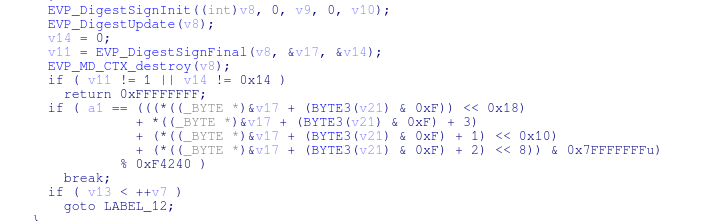 EVP_DigestSignInit((int)v8, 0, v9, 0, v10);
EVP_DigestUpdate(v8);
v14 = 0;
v11 = EVP_DigestSignFinal(v8, &v17, &v14);
EVP_MD_CTX_destroy(v8);
if ( v11 != 1 || v14 != 0x14 )
return 0xFFFFFFFF;
if ( a1 == (((*((_BYTE *)&v17 + (BYTE3(v21) & 0xF)) << 0x18)
+ *((_BYTE *)&v17 + (BYTE3(v21) & 0xF) + 3)
+ (*((_BYTE *)&v17 + (BYTE3(v21) & 0xF) + 1) << 0x10)
+ (*((_BYTE *)&v17 + (BYTE3(v21) & 0xF) + 2) << 8)) & 0x7FFFFFFFu)
% 0xF4240 )
break;
if ( v13 < ++v7 )
goto LABEL_12;
}